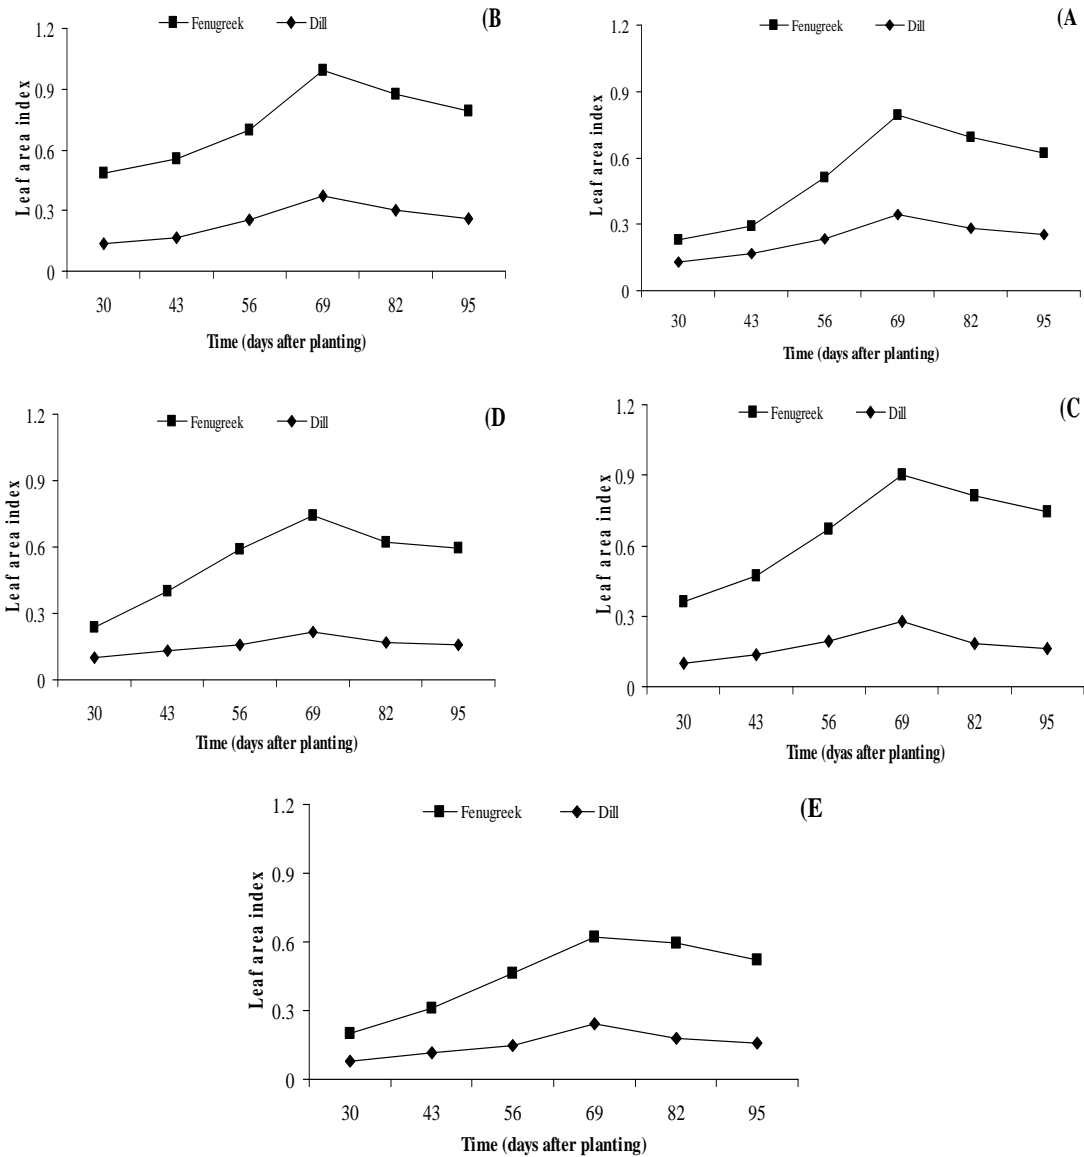 Fenugreek Dill (B
1.2
0.9
0.6
0.3
0
Leaf area index
30 43 56 69 82 95
Time (days after planting)
Fenugreek Dill (A
1.2
0.9
0.6
0.3
0
Leaf area index
30 43 56 69 82 95
Time (days after planting)
Fenugreek Dill (D
1.2
0.9
0.6
0.3
0
Leaf area index
30 43 56 69 82 95
Time (days after planting)
Fenugreek Dill (C
1.2
0.9
0.6
0.3
0
Leaf area index
30 43 56 69 82 95
Time (dyas after planting)
Fenugreek Dill (E
1.2
0.9
0.6
0.3
0
Leaf area index
30 43 56 69 82 95
Time (days after planting)